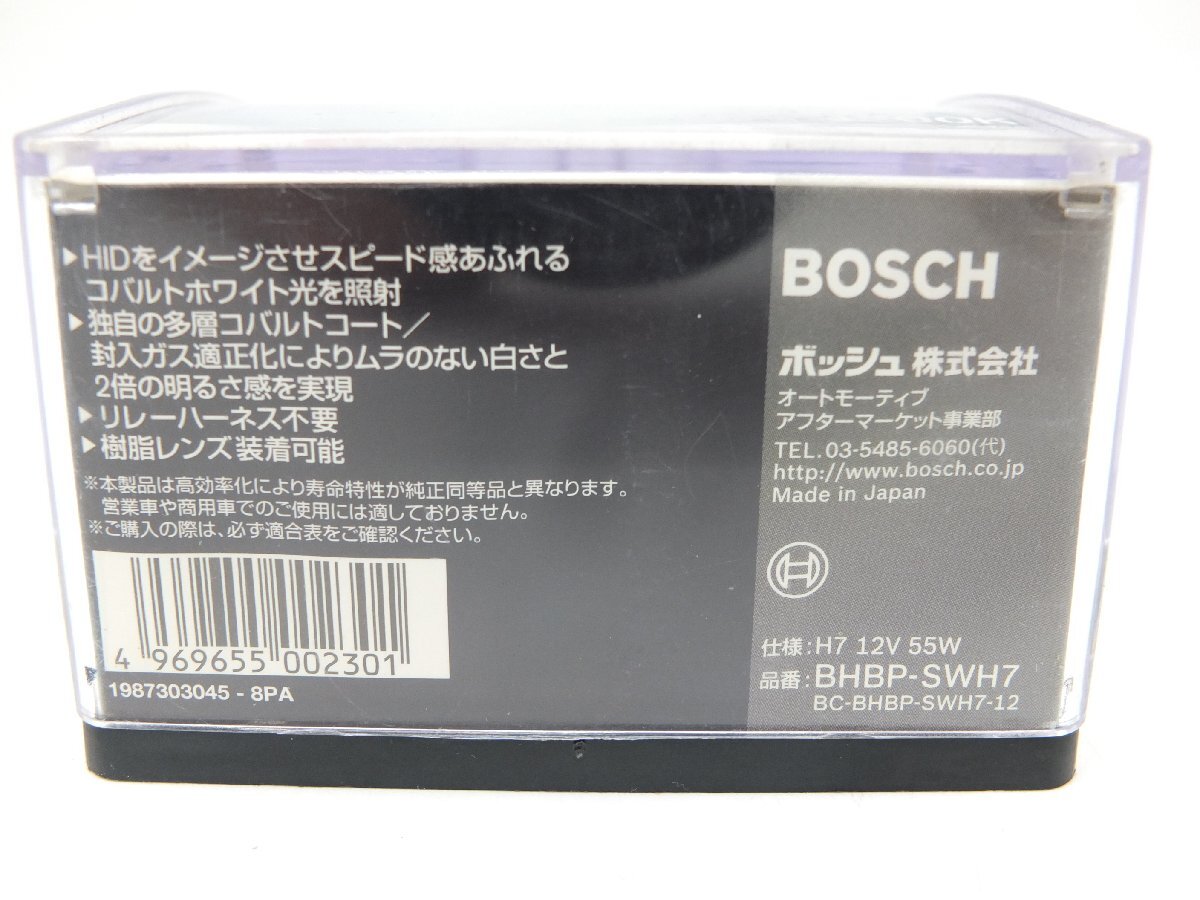 ▶HIDをイメージさせスピード感あふれる
コバルトホワイト光を照射
▶独自の多層コバルトコート/
封入ガス適正化によりムラのない白さと
2倍の明るさ感を実現
▶リレーハーネス不要
▶樹脂レンズ装着可能
※本製品は高効率化により寿命特性が純正同等品と異なります。
営業車や商用車でのご使用には適しておりません。
※ご購入の際は、必ず適合表をご確認ください。
4 969655 002301
1987303045 - 8PA
BOSCH
ボッシュ株式会社
オートモーティブ
アフターマーケット事業部
TEL.03-5485-6060(代)
http://www.bosch.co.jp
Made in Japan
仕様:H7 12V 55W
品番:BHBP-SWH7
BC-BHBP-SWH7-12